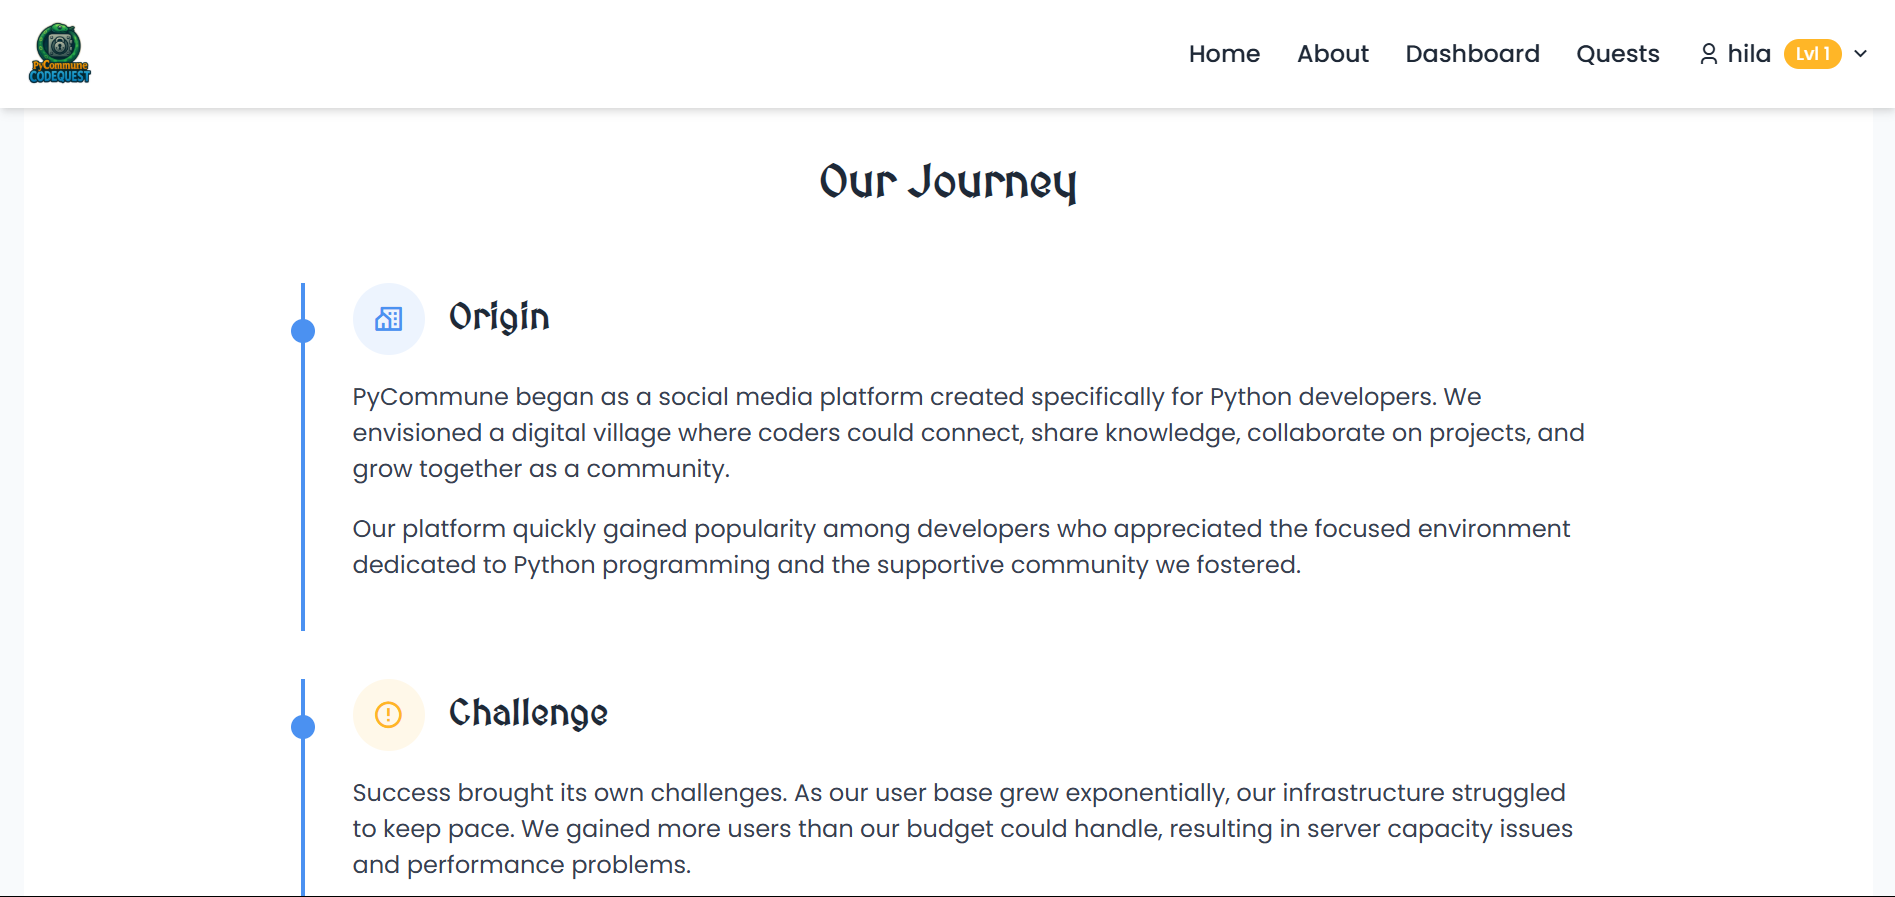 PyCommune
CODEQUEST
Home About Dashboard Quests hila Lvl 1
Our Journey
Origin
PyCommune began as a social media platform created specifically for Python developers. We
envisioned a digital village where coders could connect, share knowledge, collaborate on projects, and
grow together as a community.
Our platform quickly gained popularity among developers who appreciated the focused environment
dedicated to Python programming and the supportive community we fostered.
Challenge
Success brought its own challenges. As our user base grew exponentially, our infrastructure struggled
to keep pace. We gained more users than our budget could handle, resulting in server capacity issues
and performance problems.